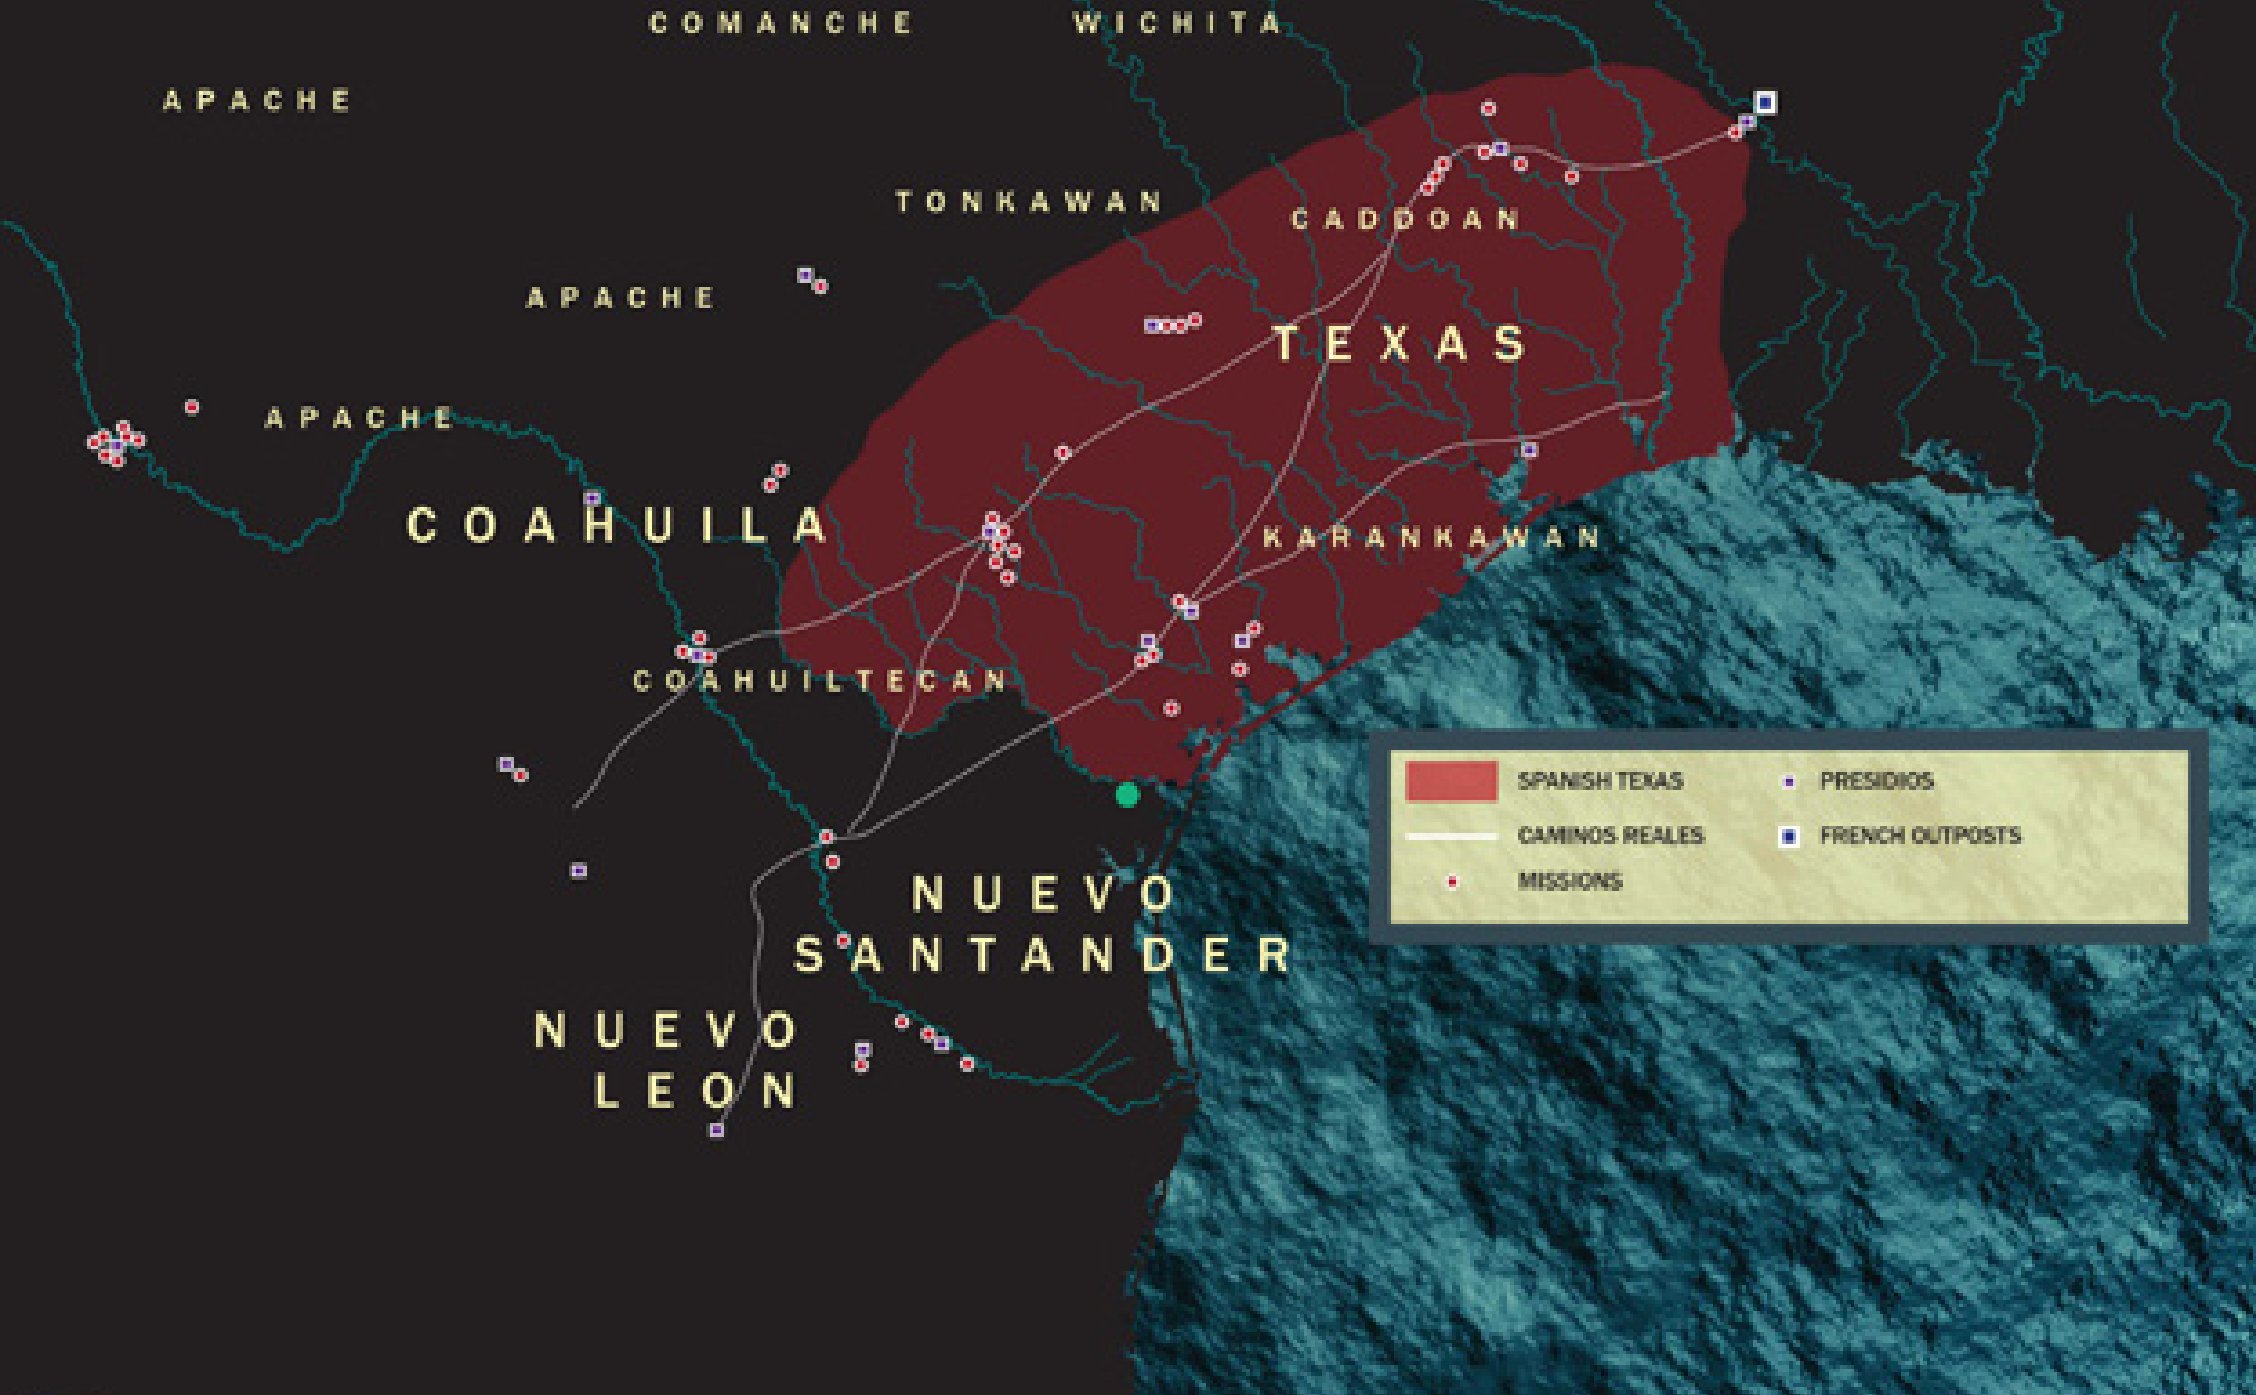 COMANCHE
WICHITA
APACHE
TONKAWAN
CADDOAN
APACHE
TEXAS
APACHE
COAHUILA
KARANKAWAN
COAHUILTECAN
SPANISH TEXAS
PRESIDIOS
CAMINOS REALES
FRENCH OUTPOSTS
MISSIONS
NUEVO
SANTANDER
NUEVO
LEON